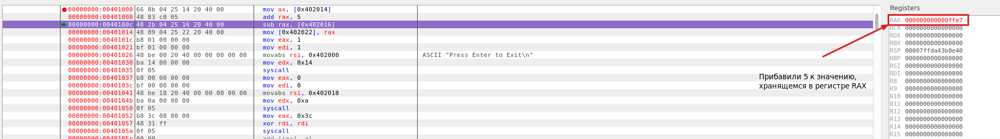 Registers
00000000:00401000 66 8b 04 25 14 20 40 00 mov ax, [0x402014]
00000000:00401008 48 83 c0 05 add rax, 5
00000000:0040100c 48 2b 04 25 16 20 40 00 sub rax, [0x402016]
00000000:00401014 48 89 04 25 22 20 40 00 mov [0x402022], rax
00000000:0040101c b8 01 00 00 00 mov eax, 1
00000000:00401021 bf 01 00 00 00 mov edi, 1
00000000:00401026 48 be 00 20 40 00 00 00 00 00 movabs rsi, 0x402000 ASCII "Press Enter to Exit\n"
00000000:00401030 ba 14 00 00 00 mov edx, 0x14
00000000:00401035 0f 05 syscall
00000000:00401037 b8 00 00 00 00 mov eax, 0
00000000:0040103c bf 00 00 00 00 mov edi, 0
00000000:00401041 48 be 18 20 40 00 00 00 00 00 movabs rsi, 0x402018
00000000:0040104b ba 0a 00 00 00 mov edx, 0xa
00000000:00401050 0f 05 syscall
00000000:00401052 b8 3c 00 00 00 mov eax, 0x3c
00000000:00401057 48 31 ff xor rdi, rdi
00000000:0040105a 0f 05 syscall
00000000:0040105c 00 00 add [rax], al
Прибавили 5 к значению,
хранящемся в регистре RAX
RAX 000000000000ffe7
RCX 0000000000000000
RDX 0000000000000000
RBX 0000000000000000
RSP 00007ffda43b0e40
RBP 0000000000000000
RSI 0000000000000000
RDI 0000000000000000
R8 0000000000000000
R9 0000000000000000
R10 0000000000000000
R11 0000000000000000
R12 0000000000000000
R13 0000000000000000
R14 0000000000000000
R15 0000000000000000